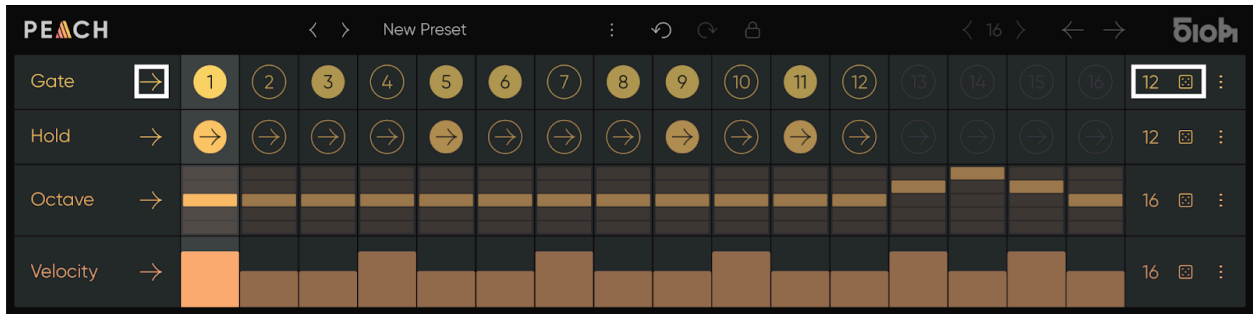 PEACH New Preset 16
Gate 1 2 3 4 5 6 7 8 9 10 11 12 13 14 15 16 12
Hold 12
Octave 16
Velocity 16